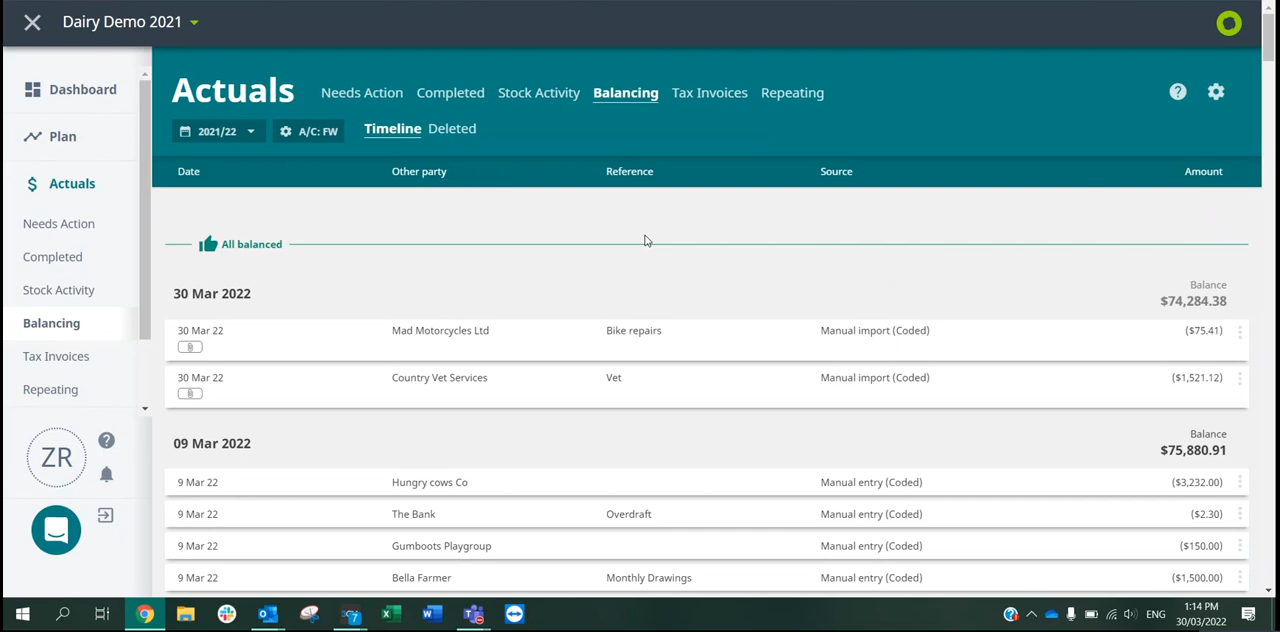 Dairy Demo 2021
Dashboard
Plan
Actuals
Needs Action
Completed
Stock Activity
Balancing
Tax Invoices
Repeating
ZR
Actuals Needs Action Completed Stock Activity Balancing Tax Invoices Repeating
2021/22 A/C: FW Timeline Deleted
Date Other party Reference Source Amount
All balanced
Balance
30 Mar 2022 $74,284.38
30 Mar 22 Mad Motorcycles Ltd Bike repairs Manual import (Coded) ($75.41)
30 Mar 22 Country Vet Services Vet Manual import (Coded) ($1,521.12)
Balance
09 Mar 2022 $75,880.91
9 Mar 22 Hungry cows Co Manual entry (Coded) ($3,232.00)
9 Mar 22 The Bank Overdraft Manual entry (Coded) ($2.30)
9 Mar 22 Gumboots Playgroup Manual entry (Coded) ($150.00)
9 Mar 22 Bella Farmer Monthly Drawings Manual entry (Coded) ($1,500.00)
ENG
1:14 PM
30/03/2022